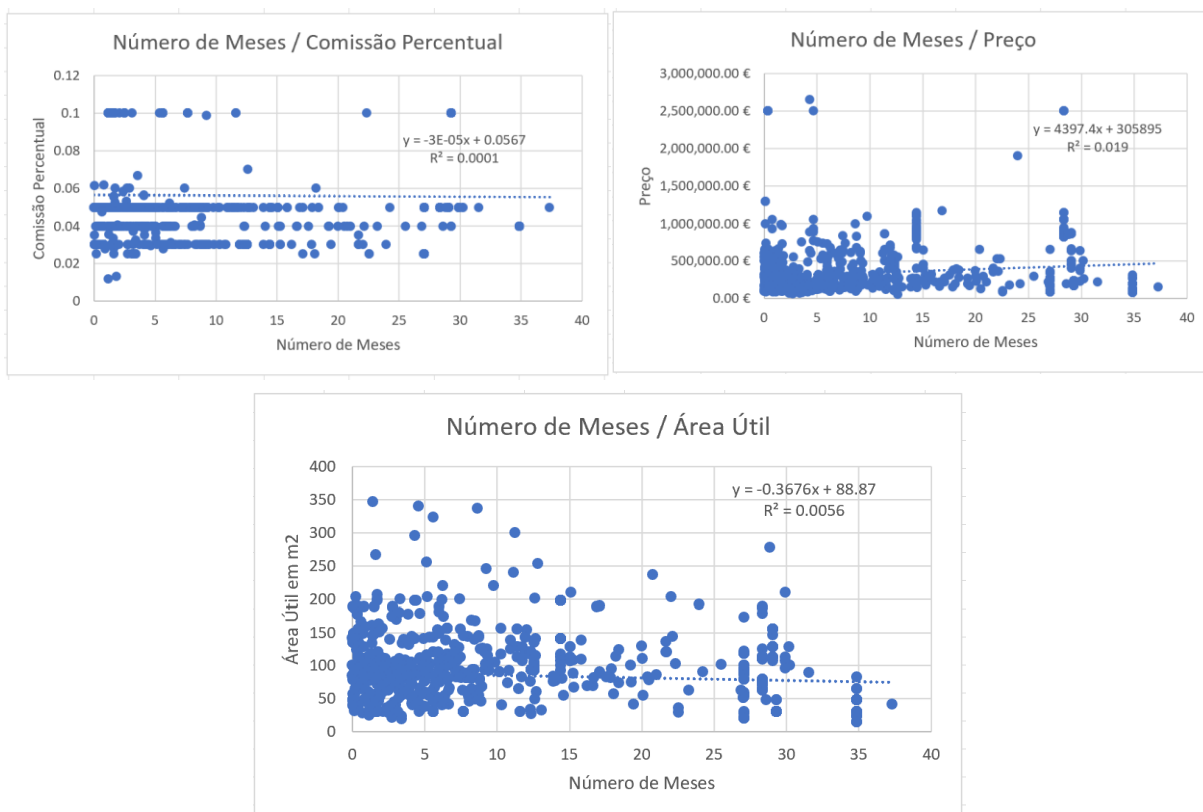 Número de Meses / Comissão Percentual
0.12
0.1
0.08
0.06
0.04
0.02
0
Comissão Percentual
y = -3E-05x + 0.0567
R² = 0.0001
0 5 10 15 20 25 30 35 40
Número de Meses
Número de Meses / Preço
3,000,000.00 €
2,500,000.00 €
2,000,000.00 €
1,500,000.00 €
1,000,000.00 €
500,000.00 €
0.00 €
Preço
y = 4397.4x + 305895
R² = 0.019
0 5 10 15 20 25 30 35 40
Número de Meses
Número de Meses / Área Útil
400
350
300
250
200
150
100
50
0
Área Útil em m2
y = -0.3676x + 88.87
R² = 0.0056
0 5 10 15 20 25 30 35 40
Número de Meses